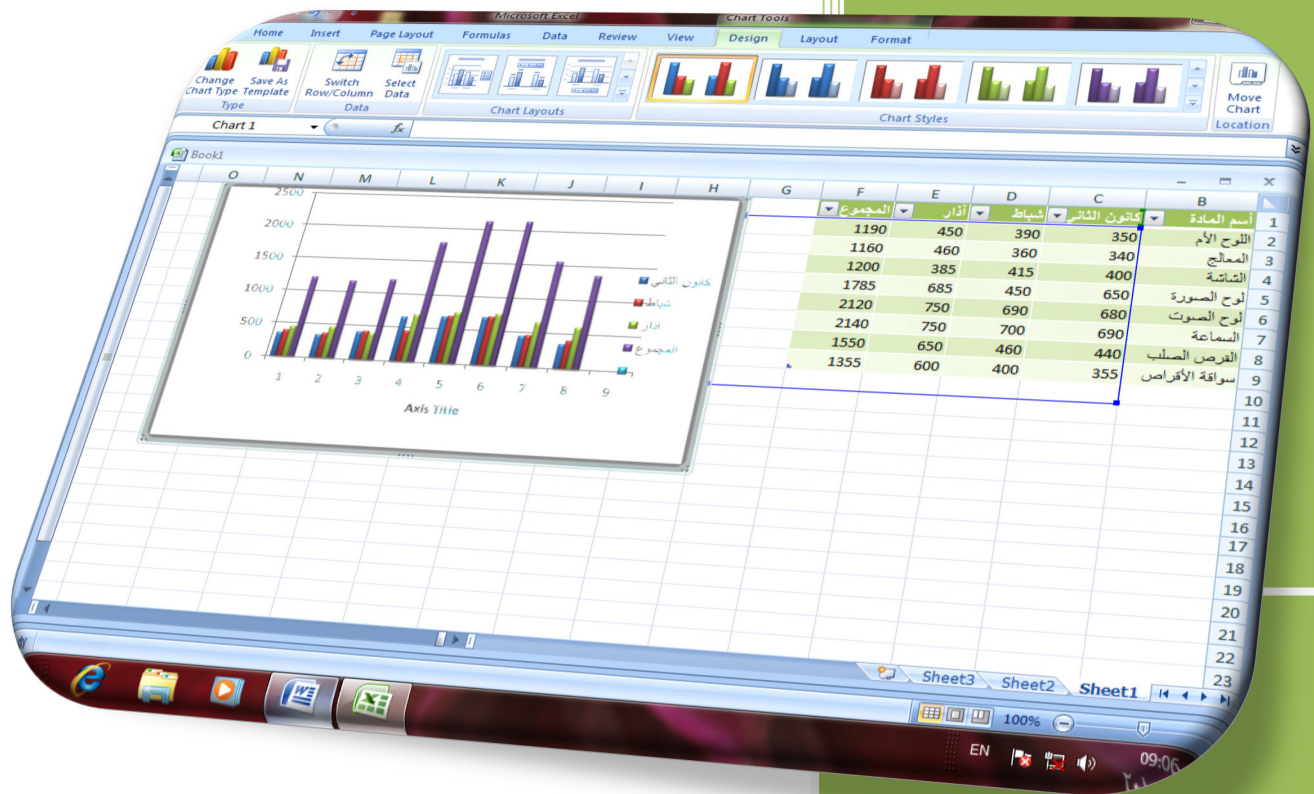 Microsoft Excel
Chart Tools
Home Insert Page Layout Formulas Data Review View Design Layout Format
Change Chart Type
Save As Template
Switch Row/Column
Select Data
Move Chart
Type Data Chart Layouts Chart Styles Location
Chart 1 fx
Book1
O N M L K J I H G F E D C B
أسم المادة كانون الثاني شباط آذار المجموع 1
اللوح الأم 350 390 450 1190 2
المعالج 340 360 460 1160 3
الشاشة 400 415 385 1200 4
لوح الصورة 650 450 685 1785 5
لوح الصوت 680 690 750 2120 6
السماعة 690 700 750 2140 7
القرص الصلب 440 460 650 1550 8
سواقة الأقراص 355 400 600 1355 9
10
11
12
13
14
15
16
17
18
19
20
21
22
23
2500
2000
1500
1000
500
0
1 2 3 4 5 6 7 8 9
Axis Title
كانون الثاني
شباط
آذار
المجموع
Sheet3 Sheet2 Sheet1
100%
EN
09:06